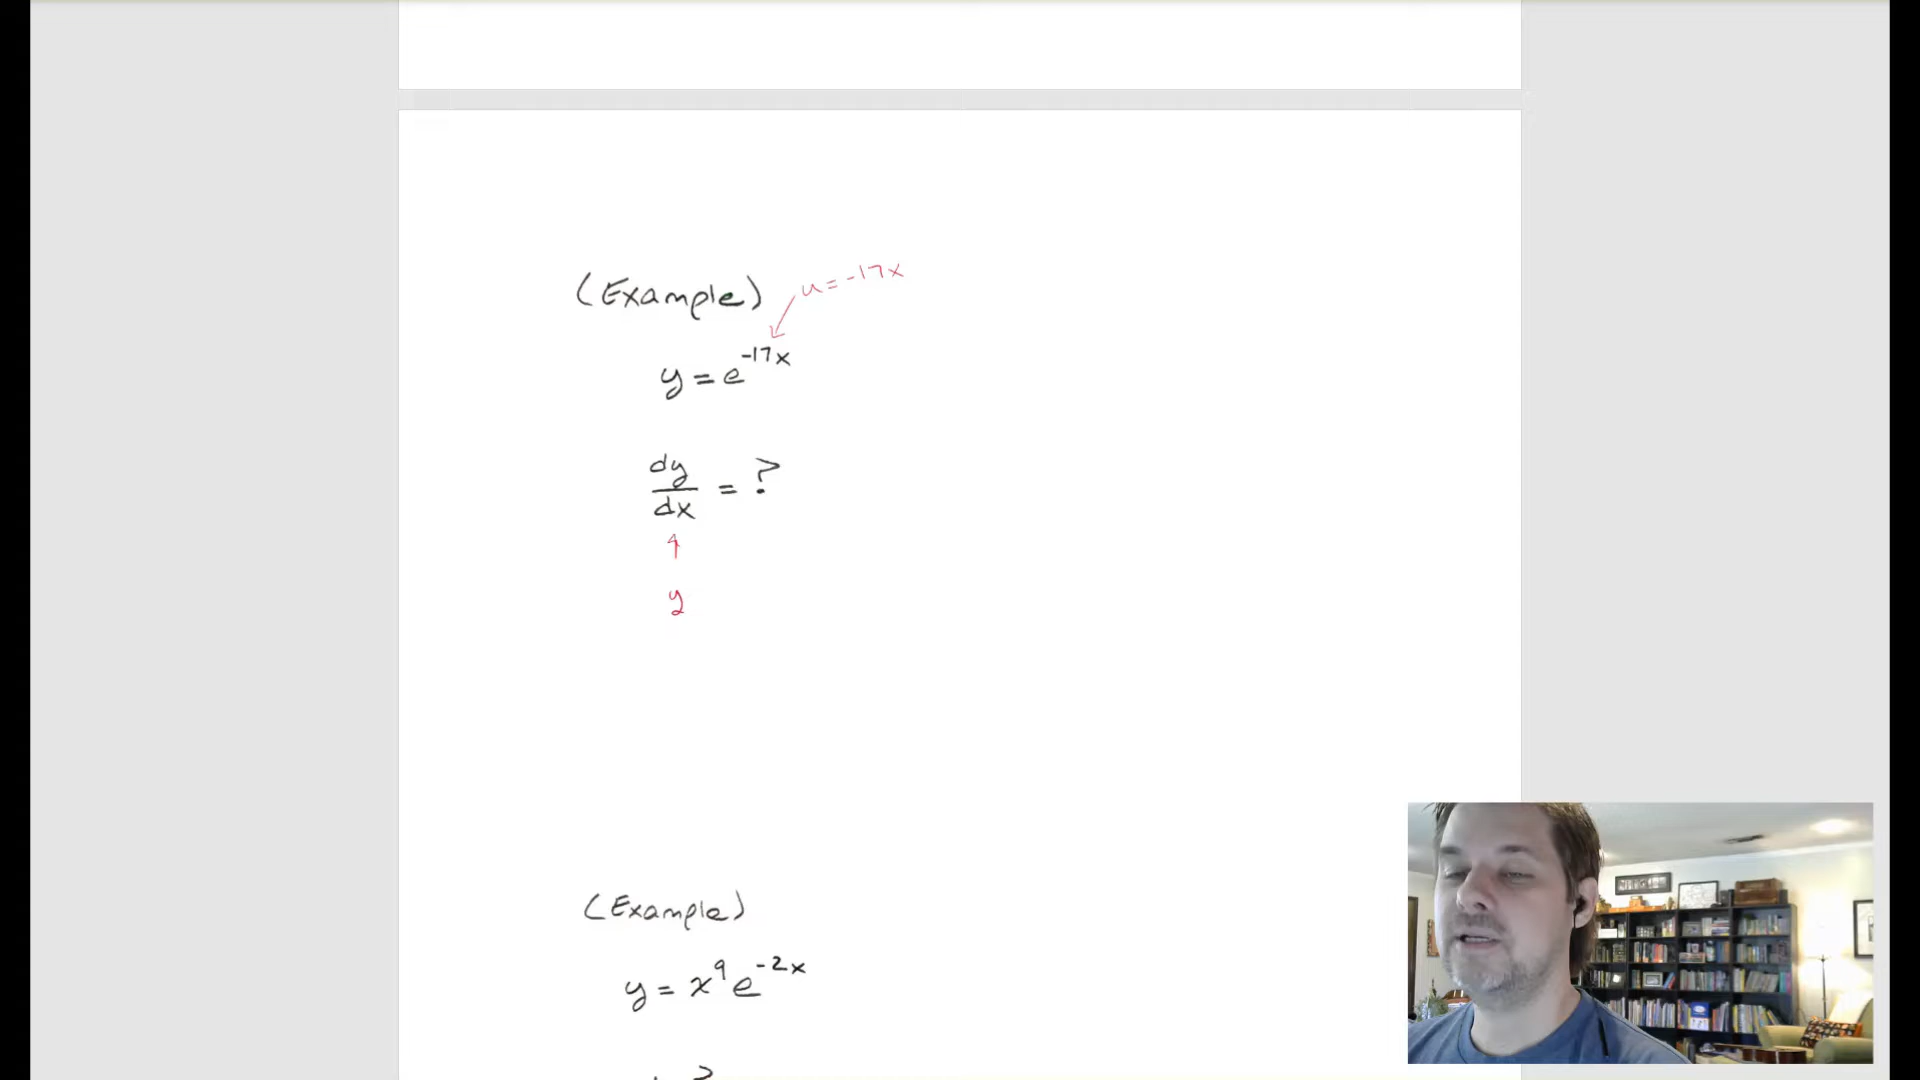 (Example)
u = -17x
y = e^{-17x}
dy/dx = ?
↑
y
(Example)
y = x^9 e^{-2x}
?